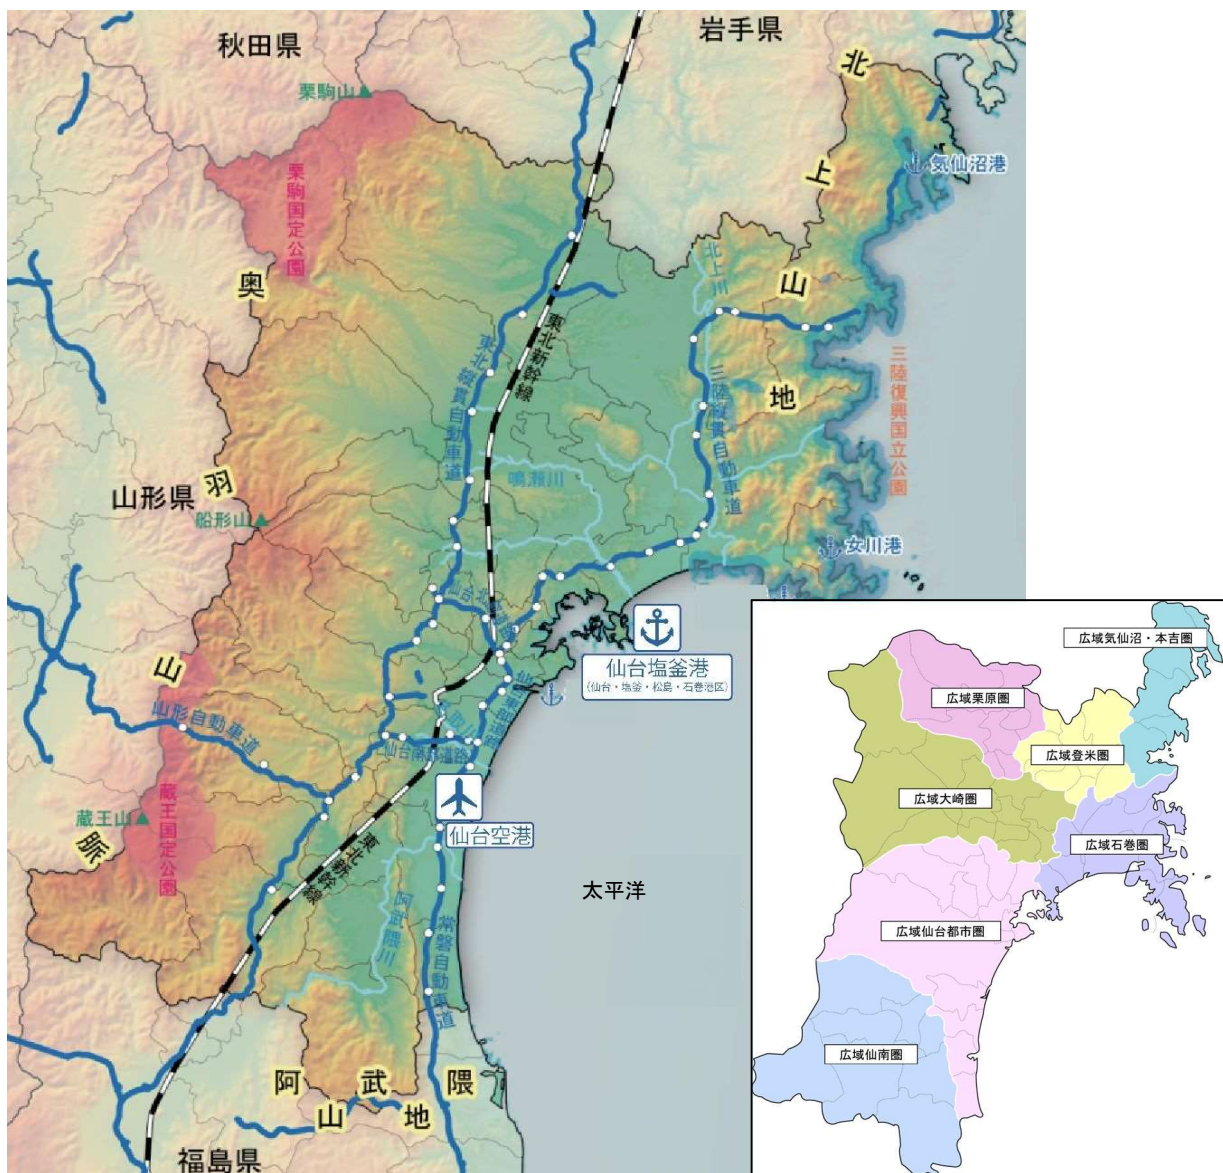 秋田県
岩手県
栗駒山
北上山地
気仙沼港
栗駒国定公園
奥羽山脈
北上川
東北新幹線
東北縦貫自動車道
三陸縦貫自動車道
三陸復興国立公園
鳴瀬川
山形県
船形山
女川港
仙台塩釜港
(仙台・塩釜・松島・石巻港区)
山形自動車道
仙台南部道路
仙台東部道路
蔵王国定公園
蔵王山
仙台空港
東北新幹線
阿武隈川
常磐自動車道
太平洋
阿武隈
山地
福島県
広域気仙沼・本吉圏
広域栗原圏
広域登米圏
広域大崎圏
広域石巻圏
広域仙台都市圏
広域仙南圏